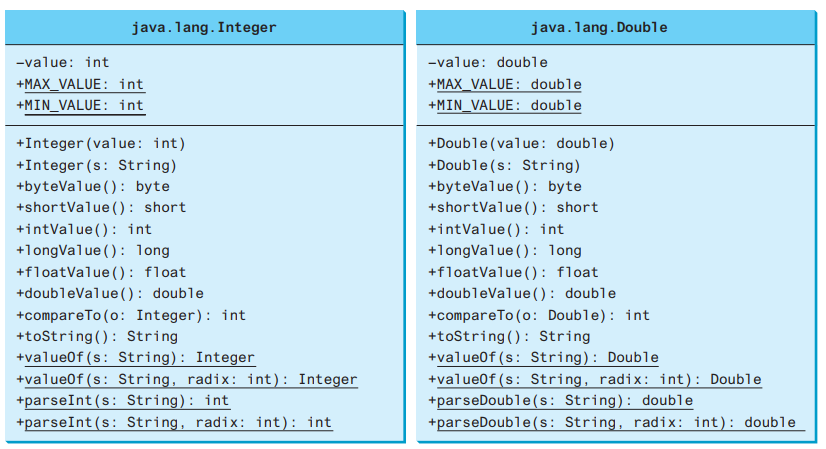 java.lang.Integer
–value: int
+MAX_VALUE: int
+MIN_VALUE: int
+Integer(value: int)
+Integer(s: String)
+byteValue(): byte
+shortValue(): short
+intValue(): int
+longValue(): long
+floatValue(): float
+doubleValue(): double
+compareTo(o: Integer): int
+toString(): String
+valueOf(s: String): Integer
+valueOf(s: String, radix: int): Integer
+parseInt(s: String): int
+parseInt(s: String, radix: int): int
java.lang.Double
–value: double
+MAX_VALUE: double
+MIN_VALUE: double
+Double(value: double)
+Double(s: String)
+byteValue(): byte
+shortValue(): short
+intValue(): int
+longValue(): long
+floatValue(): float
+doubleValue(): double
+compareTo(o: Double): int
+toString(): String
+valueOf(s: String): Double
+valueOf(s: String, radix: int): Double
+parseDouble(s: String): double
+parseDouble(s: String, radix: int): double